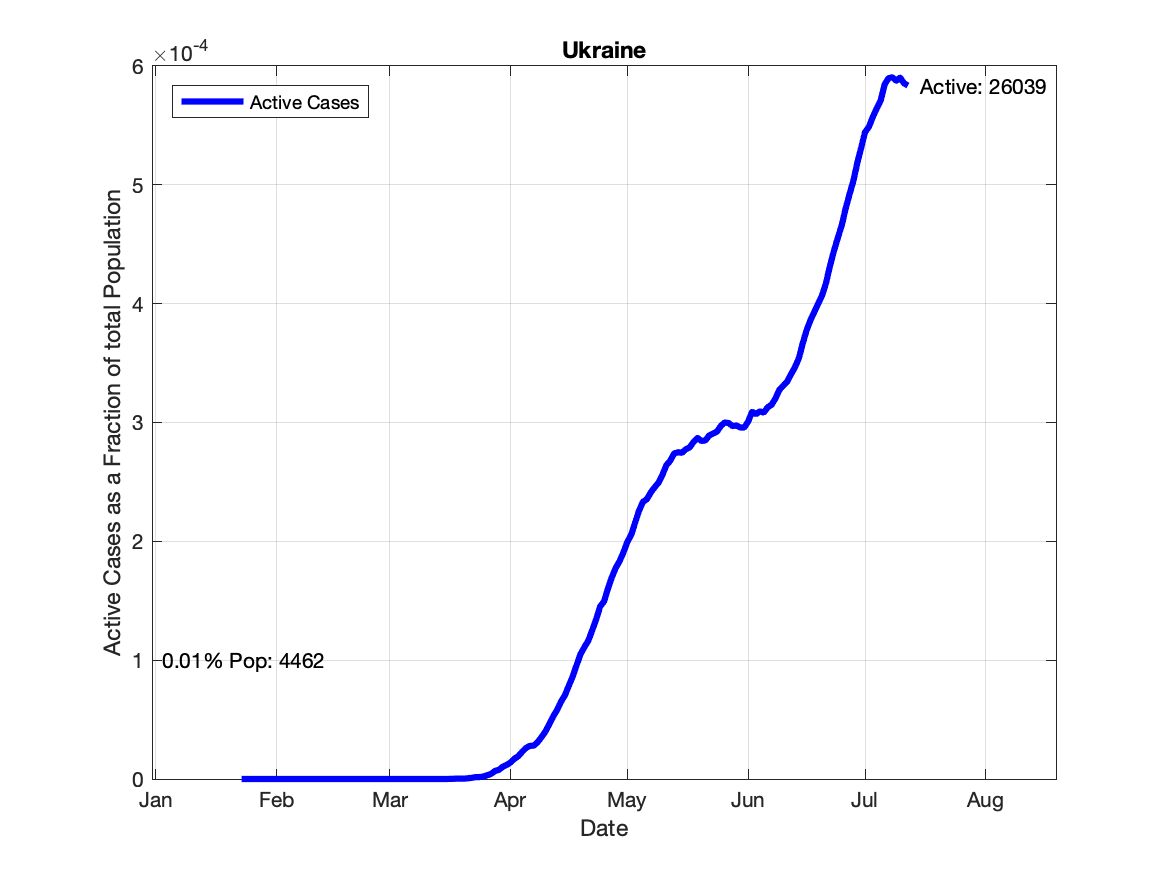 Ukraine
×10⁻⁴
Active Cases
Active: 26039
6
5
4
3
2
1
0
0.01% Pop: 4462
Active Cases as a Fraction of total Population
Jan Feb Mar Apr May Jun Jul Aug
Date